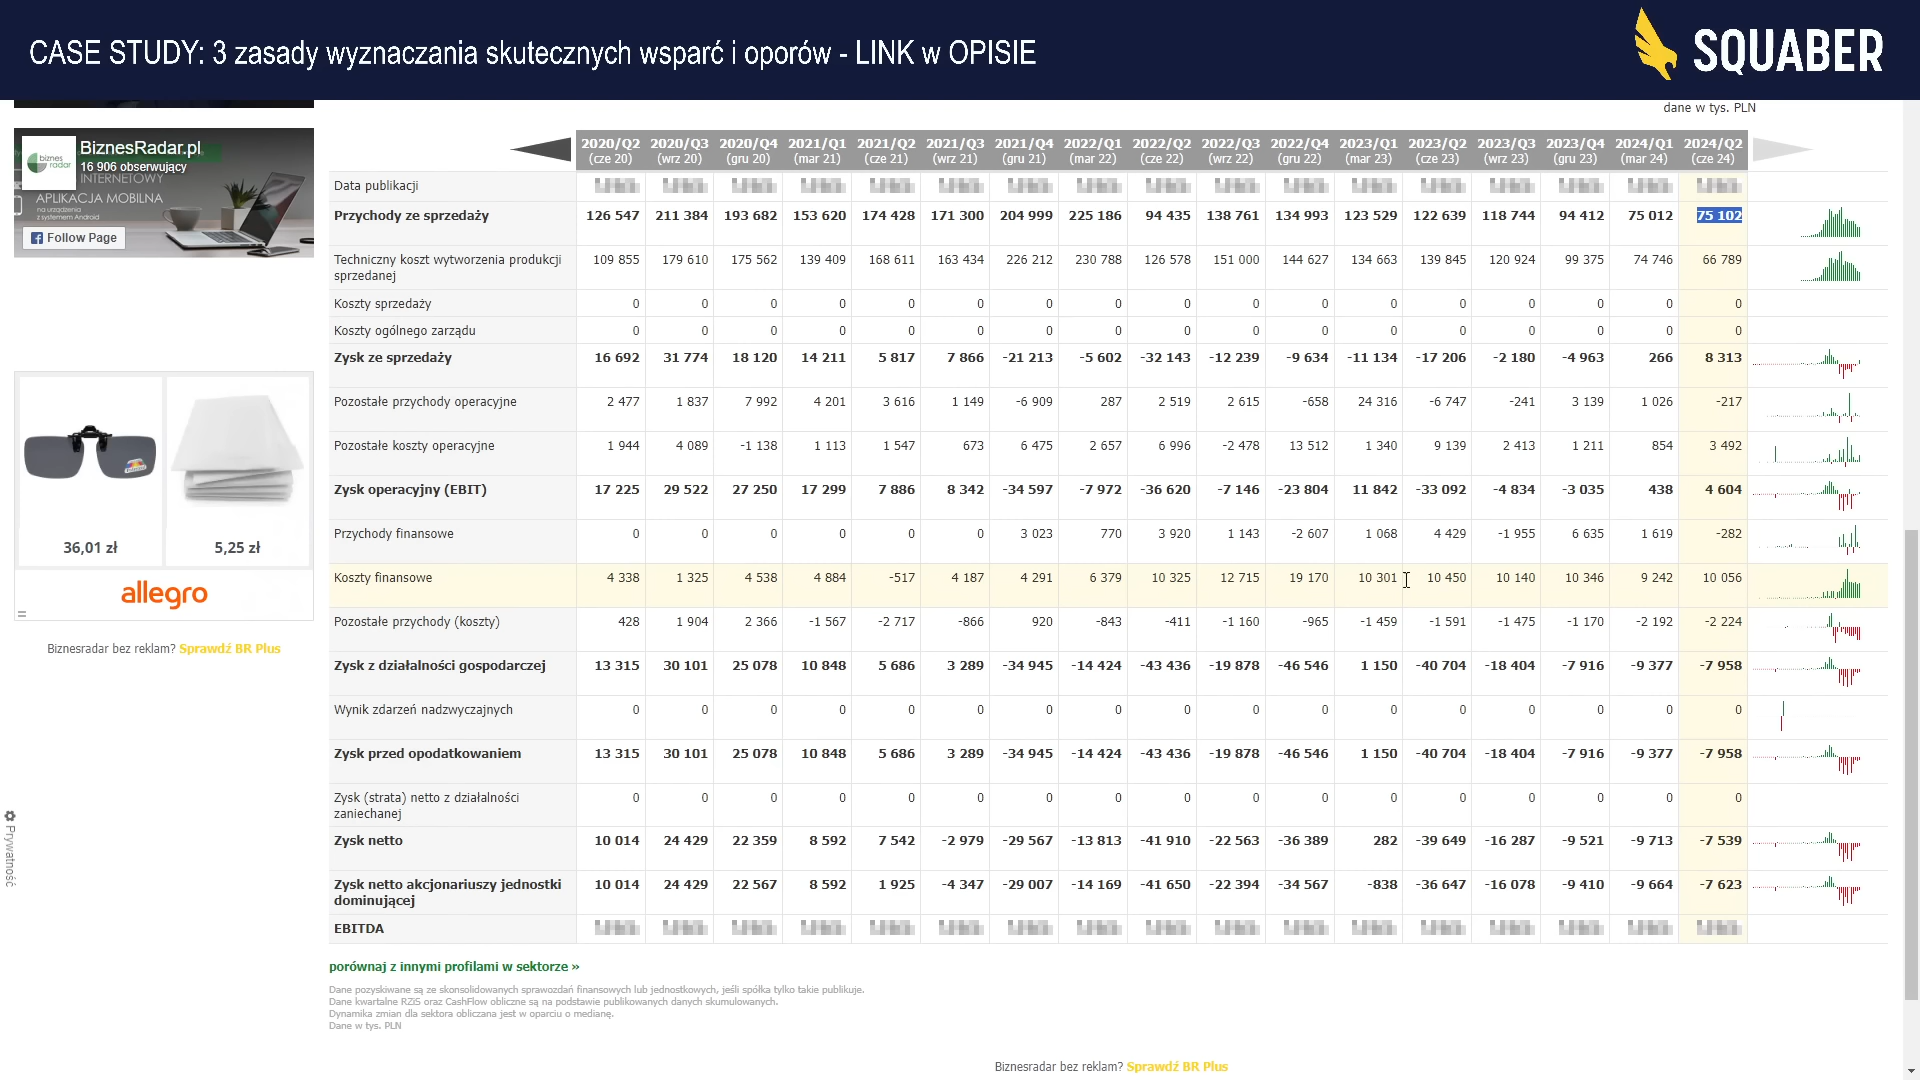 CASE STUDY: 3 zasady wyznaczania skutecznych wsparć i oporów - LINK w OPISIE
SQUABER
dane w tys. PLN
biznes radar
BiznesRadar.pl
16 906 obserwujący
INTERNETOWY
APLIKACJA MOBILNA
na urządzenia
z systemem Android
Follow Page
2020/Q2 2020/Q3 2020/Q4 2021/Q1 2021/Q2 2021/Q3 2021/Q4 2022/Q1 2022/Q2 2022/Q3 2022/Q4 2023/Q1 2023/Q2 2023/Q3 2023/Q4 2024/Q1 2024/Q2
(cze 20) (wrz 20) (gru 20) (mar 21) (cze 21) (wrz 21) (gru 21) (mar 22) (cze 22) (wrz 22) (gru 22) (mar 23) (cze 23) (wrz 23) (gru 23) (mar 24) (cze 24)
Data publikacji
Przychody ze sprzedaży 126 547 211 384 193 682 153 620 174 428 171 300 204 999 225 186 94 435 138 761 134 993 123 529 122 639 118 744 94 412 75 012 75 102
Techniczny koszt wytworzenia produkcji 109 855 179 610 175 562 139 409 168 611 163 434 226 212 230 788 126 578 151 000 144 627 134 663 139 845 120 924 99 375 74 746 66 789
sprzedanej
Koszty sprzedaży 0 0 0 0 0 0 0 0 0 0 0 0 0 0 0 0 0
Koszty ogólnego zarządu 0 0 0 0 0 0 0 0 0 0 0 0 0 0 0 0 0
Zysk ze sprzedaży 16 692 31 774 18 120 14 211 5 817 7 866 -21 213 -5 602 -32 143 -12 239 -9 634 -11 134 -17 206 -2 180 -4 963 266 8 313
Pozostałe przychody operacyjne 2 477 1 837 7 992 4 201 3 616 1 149 -6 909 287 2 519 2 615 -658 24 316 -6 747 -241 3 139 1 026 -217
Pozostałe koszty operacyjne 1 944 4 089 -1 138 1 113 1 547 673 6 475 2 657 6 996 -2 478 13 512 1 340 9 139 2 413 1 211 854 3 492
Zysk operacyjny (EBIT) 17 225 29 522 27 250 17 299 7 886 8 342 -34 597 -7 972 -36 620 -7 146 -23 804 11 842 -33 092 -4 834 -3 035 438 4 604
Przychody finansowe 0 0 0 0 0 0 3 023 770 3 920 1 143 -2 607 1 068 4 429 -1 955 6 635 1 619 -282
Koszty finansowe 4 338 1 325 4 538 4 884 -517 4 187 4 291 6 379 10 325 12 715 19 170 10 301 10 450 10 140 10 346 9 242 10 056
Pozostałe przychody (koszty) 428 1 904 2 366 -1 567 -2 717 -866 920 -843 -411 -1 160 -965 -1 459 -1 591 -1 475 -1 170 -2 192 -2 224
Zysk z działalności gospodarczej 13 315 30 101 25 078 10 848 5 686 3 289 -34 945 -14 424 -43 436 -19 878 -46 546 1 150 -40 704 -18 404 -7 916 -9 377 -7 958
Wynik zdarzeń nadzwyczajnych 0 0 0 0 0 0 0 0 0 0 0 0 0 0 0 0 0
Zysk przed opodatkowaniem 13 315 30 101 25 078 10 848 5 686 3 289 -34 945 -14 424 -43 436 -19 878 -46 546 1 150 -40 704 -18 404 -7 916 -9 377 -7 958
Zysk (strata) netto z działalności 0 0 0 0 0 0 0 0 0 0 0 0 0 0 0 0 0
zaniechanej
Zysk netto 10 014 24 429 22 359 8 592 7 542 -2 979 -29 567 -13 813 -41 910 -22 563 -36 389 282 -39 649 -16 287 -9 521 -9 713 -7 539
Zysk netto akcjonariuszy jednostki 10 014 24 429 22 567 8 592 1 925 -4 347 -29 007 -14 169 -41 650 -22 394 -34 567 -838 -36 647 -16 078 -9 410 -9 664 -7 623
dominującej
EBITDA
36,01 zł 5,25 zł
allegro
Biznesradar bez reklam? Sprawdź BR Plus
Prywatność
porównaj z innymi profilami w sektorze »
Dane pozyskiwane są ze skonsolidowanych sprawozdań finansowych lub jednostkowych, jeśli spółka tylko takie publikuje.
Dane kwartalne RZiS oraz CashFlow obliczne są na podstawie publikowanych danych skumulowanych.
Dynamika zmian dla sektora obliczana jest w oparciu o medianę.
Dane w tys. PLN
Biznesradar bez reklam? Sprawdź BR Plus